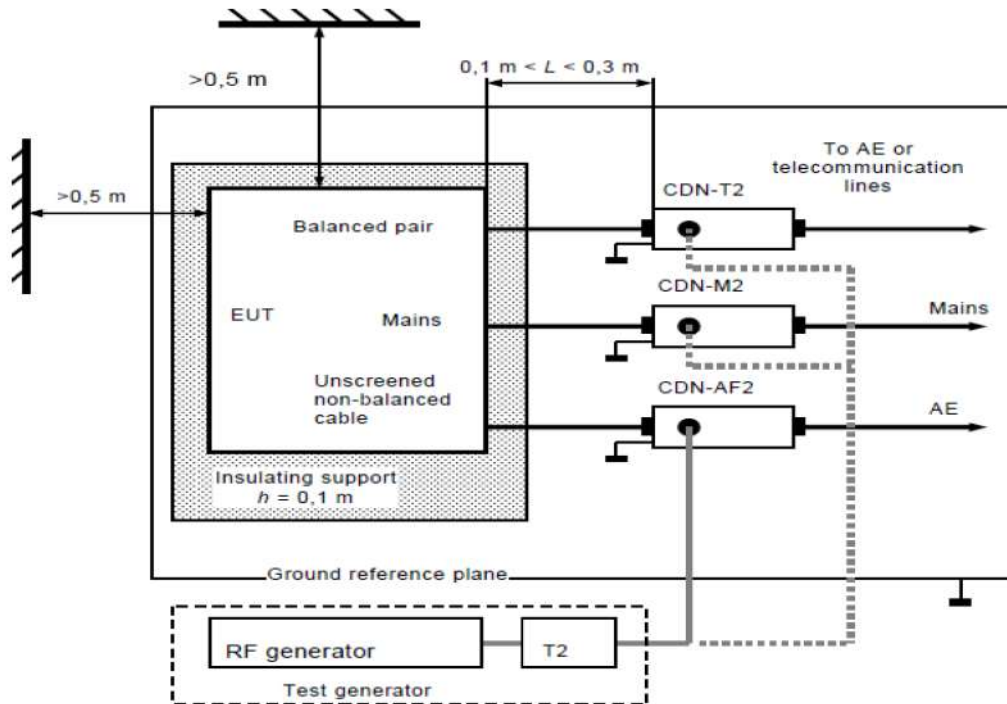 >0,5 m
0,1 m < L < 0,3 m
>0,5 m
To AE or
telecommunication
lines
CDN-T2
Balanced pair
CDN-M2
EUT
Mains
Mains
Unscreened
non-balanced
cable
CDN-AF2
AE
Insulating support
h = 0,1 m
Ground reference plane
RF generator
T2
Test generator